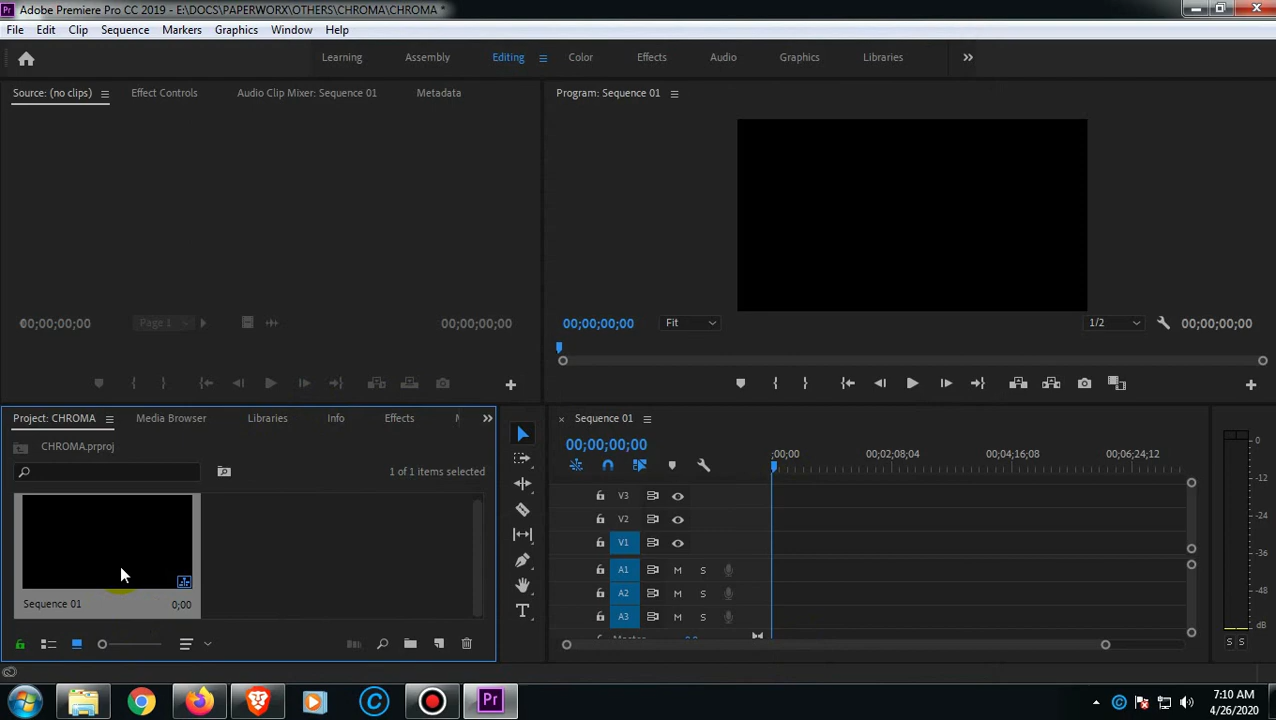 Pr Adobe Premiere Pro CC 2019 - E:\DOCS\PAPERWORX\OTHERS\CHROMA\CHROMA *
File Edit Clip Sequence Markers Graphics Window Help
Learning Assembly Editing Color Effects Audio Graphics Libraries
Source: (no clips) Effect Controls Audio Clip Mixer: Sequence 01 Metadata
Program: Sequence 01
00;00;00;00 Page 1 00;00;00;00
00;00;00;00 Fit 1/2 00;00;00;00
Project: CHROMA Media Browser Libraries Info Effects
CHROMA.prproj
1 of 1 items selected
Sequence 01 0;00
Sequence 01
00;00;00;00
;00;00 00;02;08;04 00;04;16;08 00;06;24;12
V3
V2
V1
A1 M S
A2 M S
A3 M S
0
-12
-24
-36
-48
dB
S S
Pr
7:10 AM
4/26/2020